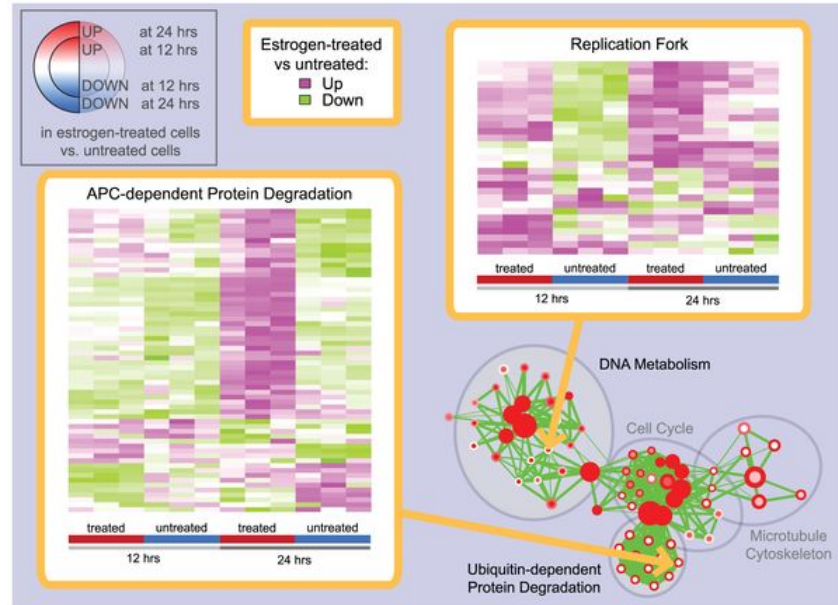 UP at 24 hrs
UP at 12 hrs
DOWN at 12 hrs
DOWN at 24 hrs
in estrogen-treated cells
vs. untreated cells
Estrogen-treated
vs untreated:
Up
Down
Replication Fork
treated untreated treated untreated
12 hrs 24 hrs
APC-dependent Protein Degradation
treated untreated treated untreated
12 hrs 24 hrs
DNA Metabolism
Cell Cycle
Microtubule
Cytoskeleton
Ubiquitin-dependent
Protein Degradation